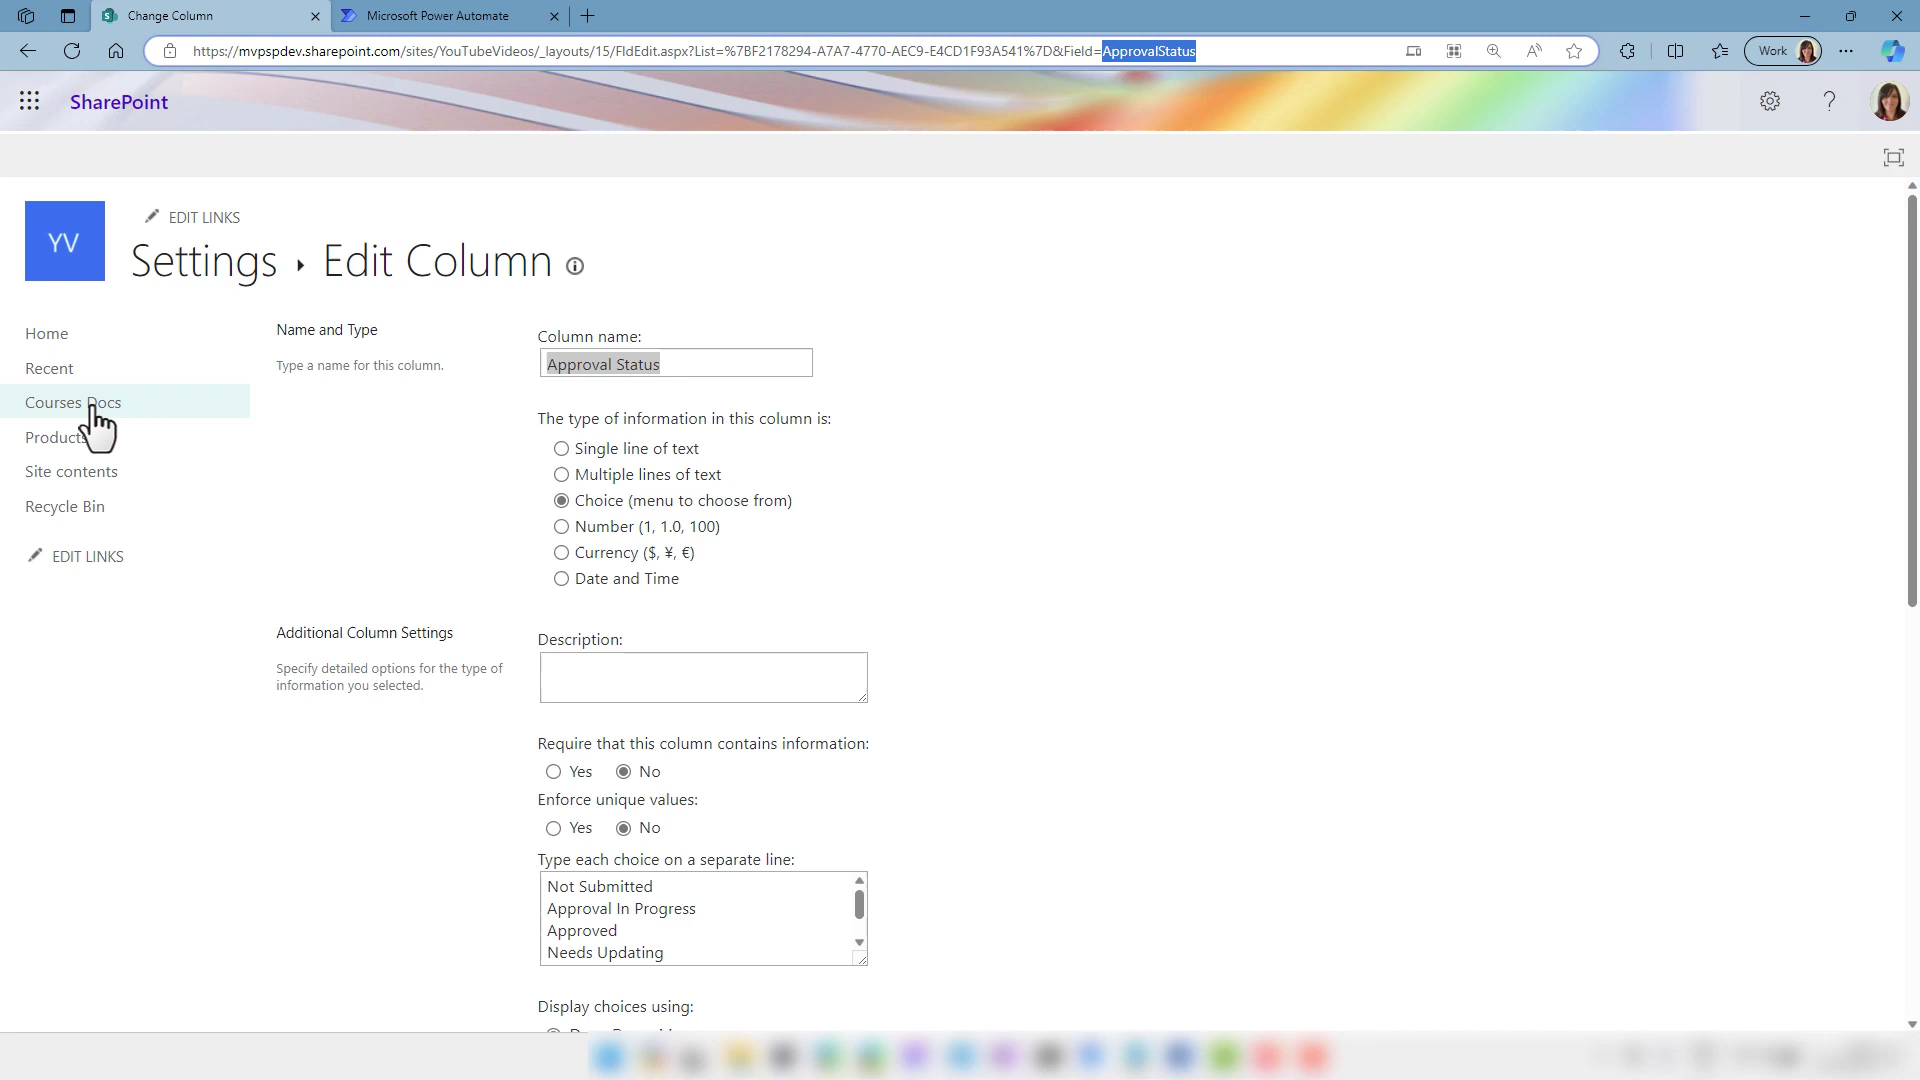 Change Column
Microsoft Power Automate
https://mvpspdev.sharepoint.com/sites/YouTubeVideos/_layouts/15/FldEdit.aspx?List=%7BF2178294-A7A7-4770-AEC9-E4CD1F93A541%7D&Field=ApprovalStatus
Work
SharePoint
YV
EDIT LINKS
Settings ▸ Edit Column
Home
Recent
Courses Docs
Products
Site contents
Recycle Bin
EDIT LINKS
Name and Type
Type a name for this column.
Column name:
Approval Status
The type of information in this column is:
Single line of text
Multiple lines of text
Choice (menu to choose from)
Number (1, 1.0, 100)
Currency ($, ¥, €)
Date and Time
Additional Column Settings
Specify detailed options for the type of
information you selected.
Description:
Require that this column contains information:
Yes No
Enforce unique values:
Yes No
Type each choice on a separate line:
Not Submitted
Approval In Progress
Approved
Needs Updating
Display choices using: